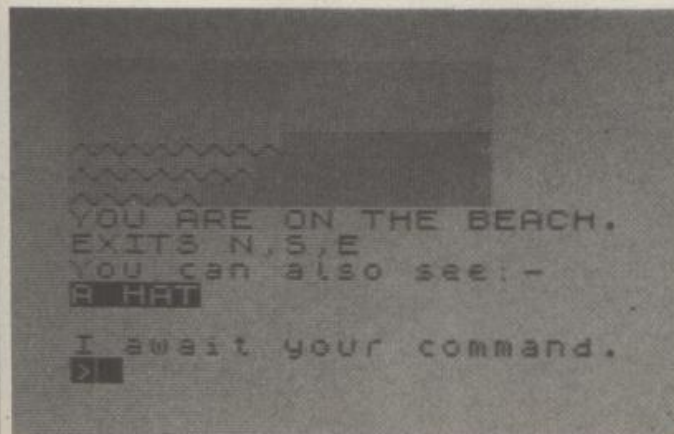 YOU ARE ON THE BEACH.
EXITS N,S,E
You can also see:-
A HAT
I await your command.
>